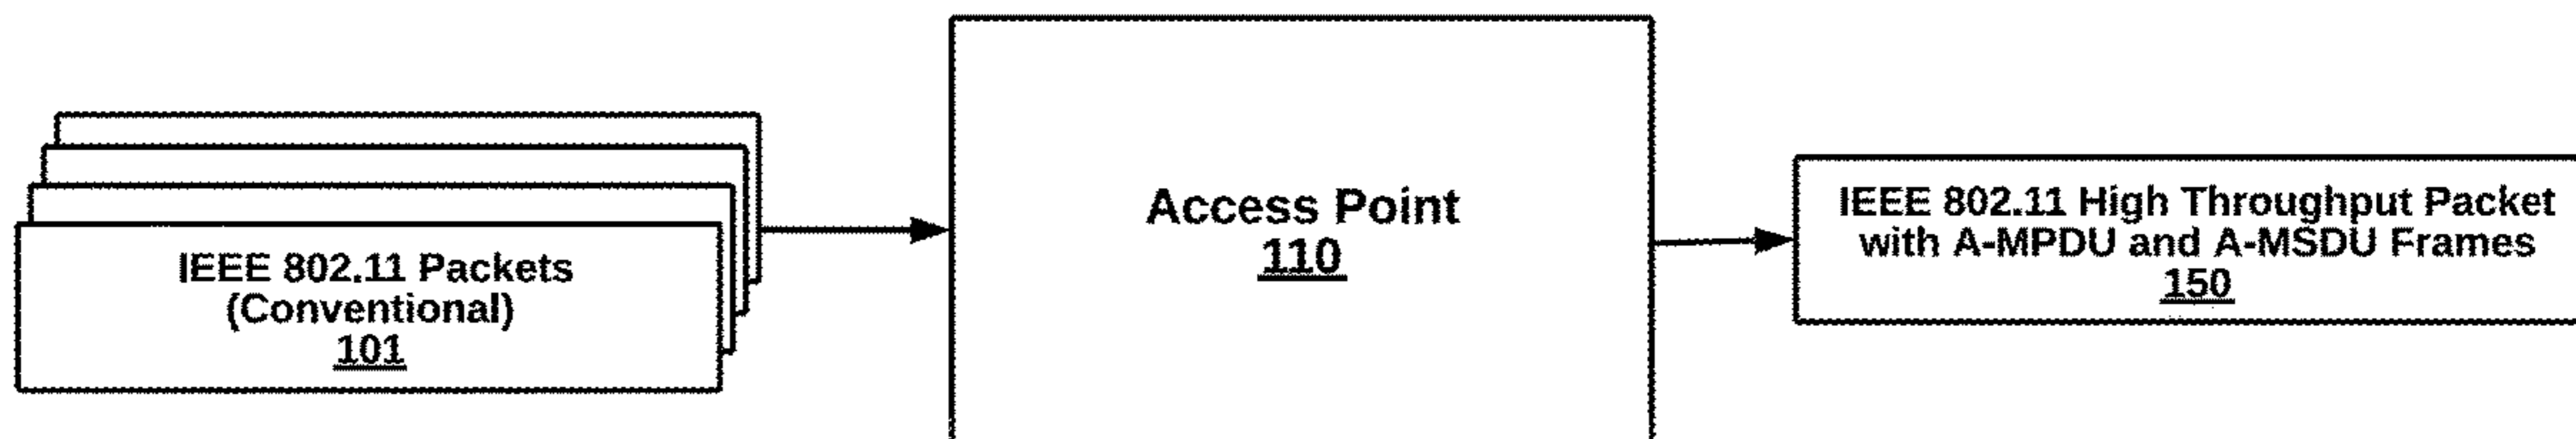 IEEE 802.11 Packets
(Conventional)
101
Access Point
110
IEEE 802.11 High Throughput Packet
with A-MPDU and A-MSDU Frames
150